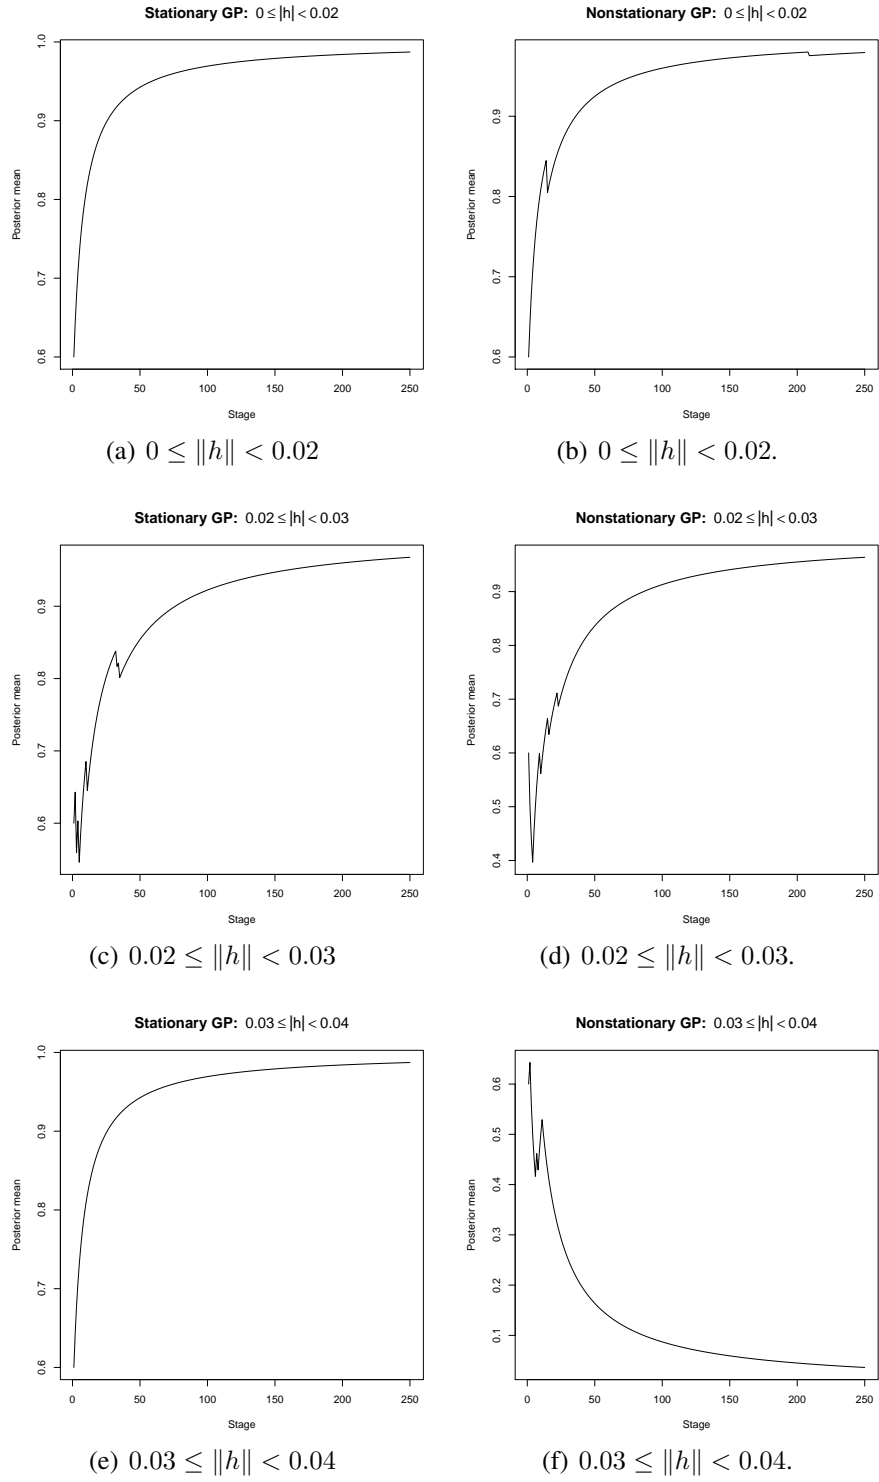 Stationary GP: 0 ≤ |h| < 0.02
Posterior mean
1.0
0.9
0.8
0.7
0.6
0 50 100 150 200 250
Stage
(a) 0 ≤ ‖h‖ < 0.02
Nonstationary GP: 0 ≤ |h| < 0.02
Posterior mean
0.9
0.8
0.7
0.6
0 50 100 150 200 250
Stage
(b) 0 ≤ ‖h‖ < 0.02.
Stationary GP: 0.02 ≤ |h| < 0.03
Posterior mean
0.9
0.8
0.7
0.6
0 50 100 150 200 250
Stage
(c) 0.02 ≤ ‖h‖ < 0.03
Nonstationary GP: 0.02 ≤ |h| < 0.03
Posterior mean
0.9
0.8
0.7
0.6
0.5
0.4
0 50 100 150 200 250
Stage
(d) 0.02 ≤ ‖h‖ < 0.03.
Stationary GP: 0.03 ≤ |h| < 0.04
Posterior mean
1.0
0.9
0.8
0.7
0.6
0 50 100 150 200 250
Stage
(e) 0.03 ≤ ‖h‖ < 0.04
Nonstationary GP: 0.03 ≤ |h| < 0.04
Posterior mean
0.6
0.5
0.4
0.3
0.2
0.1
0 50 100 150 200 250
Stage
(f) 0.03 ≤ ‖h‖ < 0.04.